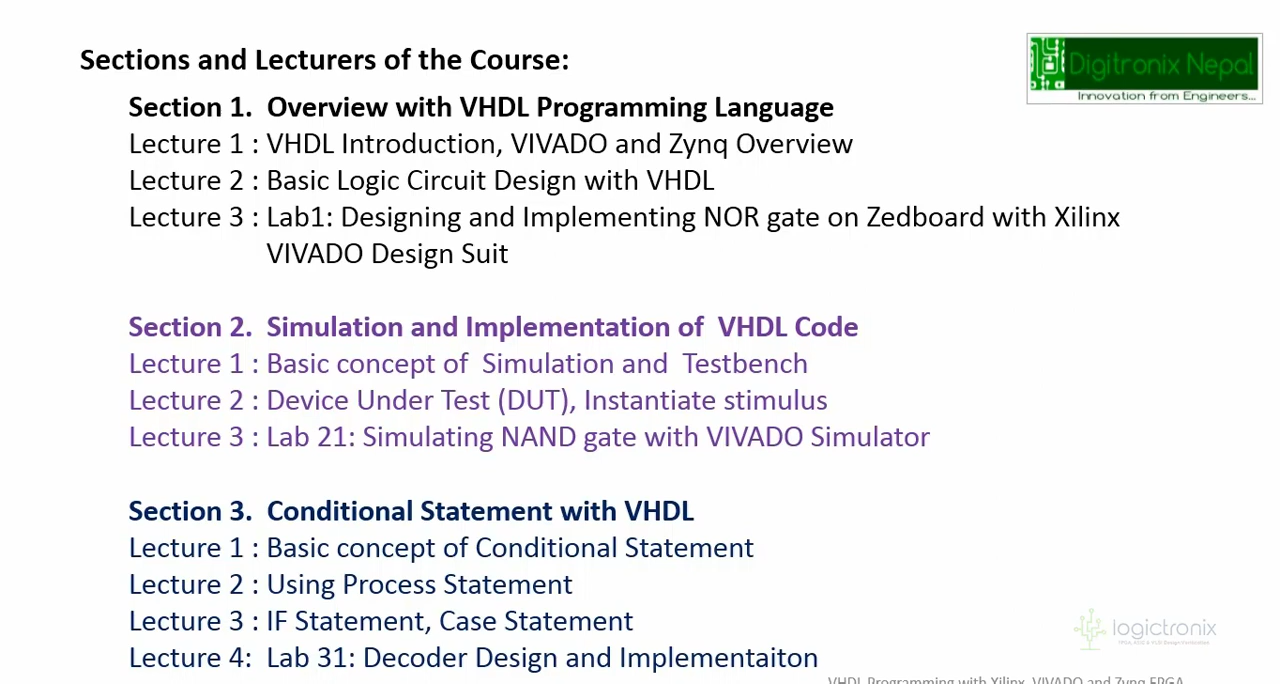 Sections and Lecturers of the Course:
Digitronix Nepal
Innovation from Engineers...
Section 1. Overview with VHDL Programming Language
Lecture 1 : VHDL Introduction, VIVADO and Zynq Overview
Lecture 2 : Basic Logic Circuit Design with VHDL
Lecture 3 : Lab1: Designing and Implementing NOR gate on Zedboard with Xilinx
VIVADO Design Suit
Section 2. Simulation and Implementation of VHDL Code
Lecture 1 : Basic concept of Simulation and Testbench
Lecture 2 : Device Under Test (DUT), Instantiate stimulus
Lecture 3 : Lab 21: Simulating NAND gate with VIVADO Simulator
Section 3. Conditional Statement with VHDL
Lecture 1 : Basic concept of Conditional Statement
Lecture 2 : Using Process Statement
Lecture 3 : IF Statement, Case Statement
Lecture 4: Lab 31: Decoder Design and Implementaiton
logictronix
VHDL Programming with Xilinx VIVADO and Zynq FPGA